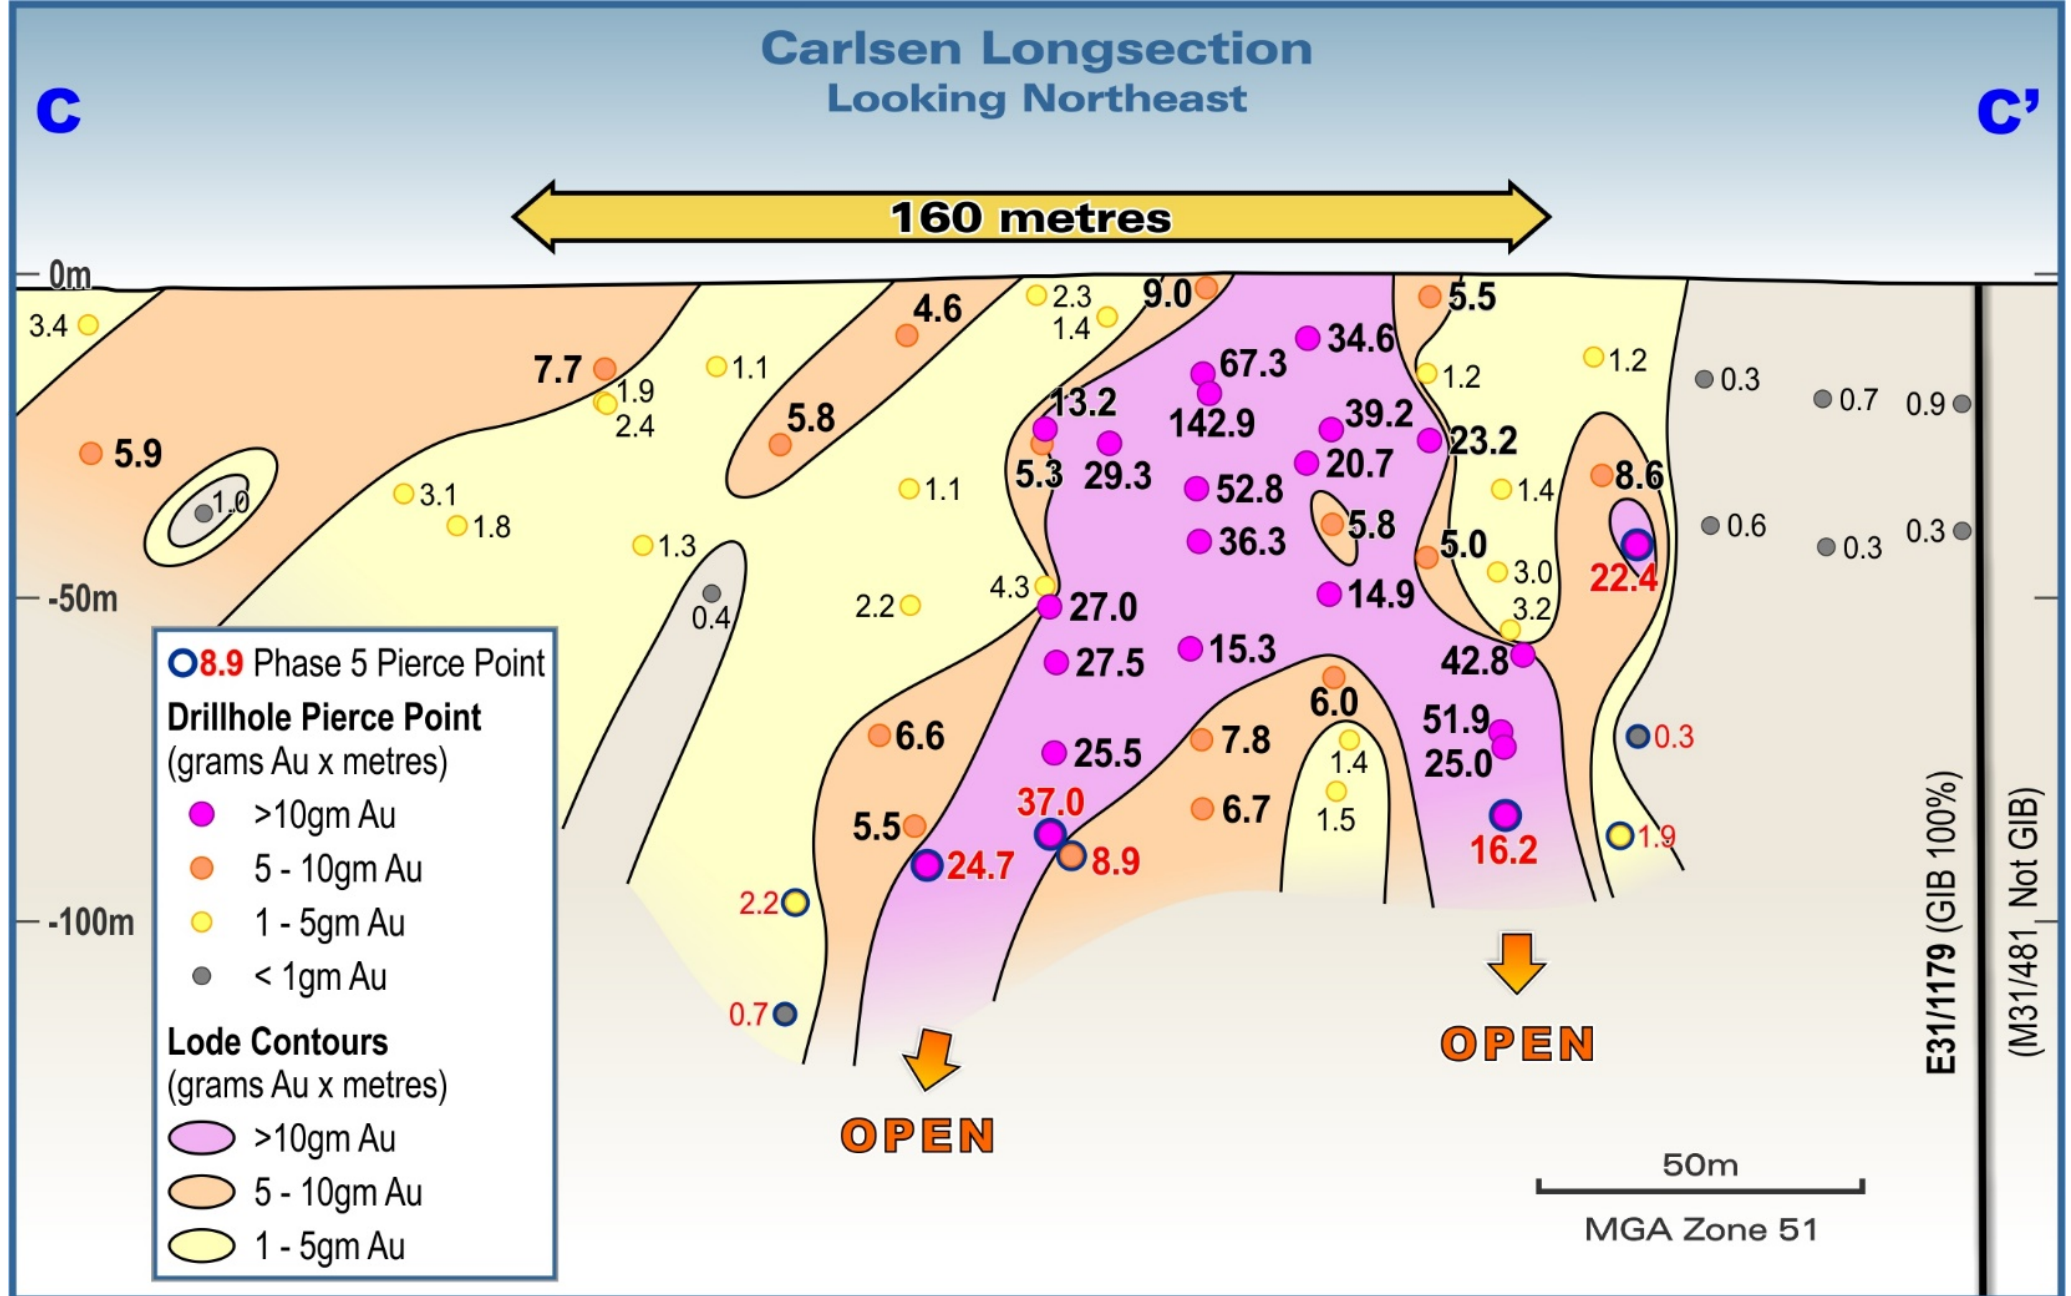 Carlsen Longsection
Looking Northeast
C
C’
160 metres
0m
-50m
-100m
3.4
5.9
1.0
7.7
1.9
2.4
3.1
1.8
1.1
1.3
0.4
4.6
5.8
1.1
2.2
2.3
1.4
9.0
13.2
5.3
29.3
4.3
27.0
27.5
25.5
37.0
8.9
6.6
5.5
24.7
2.2
0.7
67.3
142.9
52.8
36.3
15.3
34.6
39.2
20.7
5.8
14.9
6.0
7.8
6.7
1.4
1.5
5.5
1.2
23.2
5.0
1.4
3.0
3.2
42.8
51.9
25.0
16.2
1.2
8.6
22.4
0.3
1.9
0.3
0.7
0.9
0.6
0.3
0.3
8.9 Phase 5 Pierce Point
Drillhole Pierce Point
(grams Au x metres)
>10gm Au
5 - 10gm Au
1 - 5gm Au
< 1gm Au
Lode Contours
(grams Au x metres)
>10gm Au
5 - 10gm Au
1 - 5gm Au
OPEN
OPEN
E31/1179 (GIB 100%)
(M31/481, Not GIB)
50m
MGA Zone 51